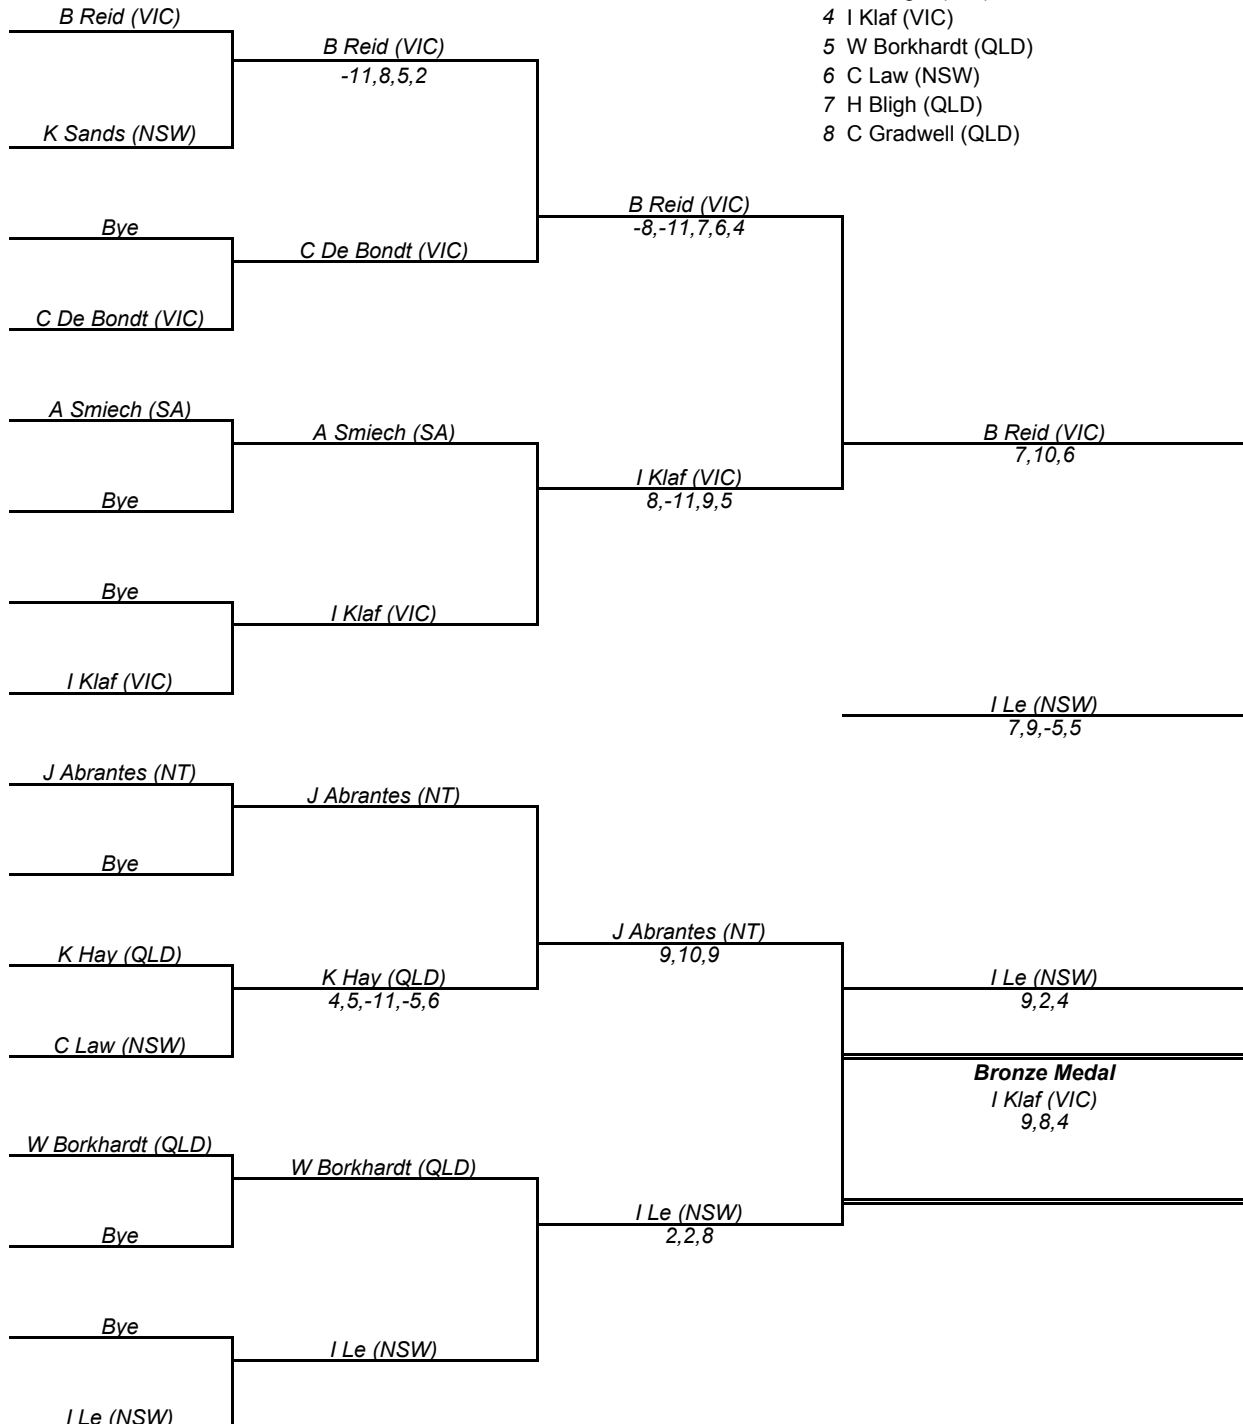 B Reid (VIC)
4 I Klaf (VIC)
B Reid (VIC)
5 W Borkhardt (QLD)
-11,8,5,2
6 C Law (NSW)
7 H Bligh (QLD)
K Sands (NSW)
8 C Gradwell (QLD)
B Reid (VIC)
-8,-11,7,6,4
Bye
C De Bondt (VIC)
C De Bondt (VIC)
A Smiech (SA)
A Smiech (SA)
B Reid (VIC)
7,10,6
I Klaf (VIC)
8,-11,9,5
Bye
Bye
I Klaf (VIC)
I Klaf (VIC)
I Le (NSW)
7,9,-5,5
J Abrantes (NT)
J Abrantes (NT)
Bye
J Abrantes (NT)
9,10,9
K Hay (QLD)
K Hay (QLD)
4,5,-11,-5,6
I Le (NSW)
9,2,4
C Law (NSW)
Bronze Medal
I Klaf (VIC)
9,8,4
W Borkhardt (QLD)
W Borkhardt (QLD)
I Le (NSW)
2,2,8
Bye
Bye
I Le (NSW)
I Le (NSW)